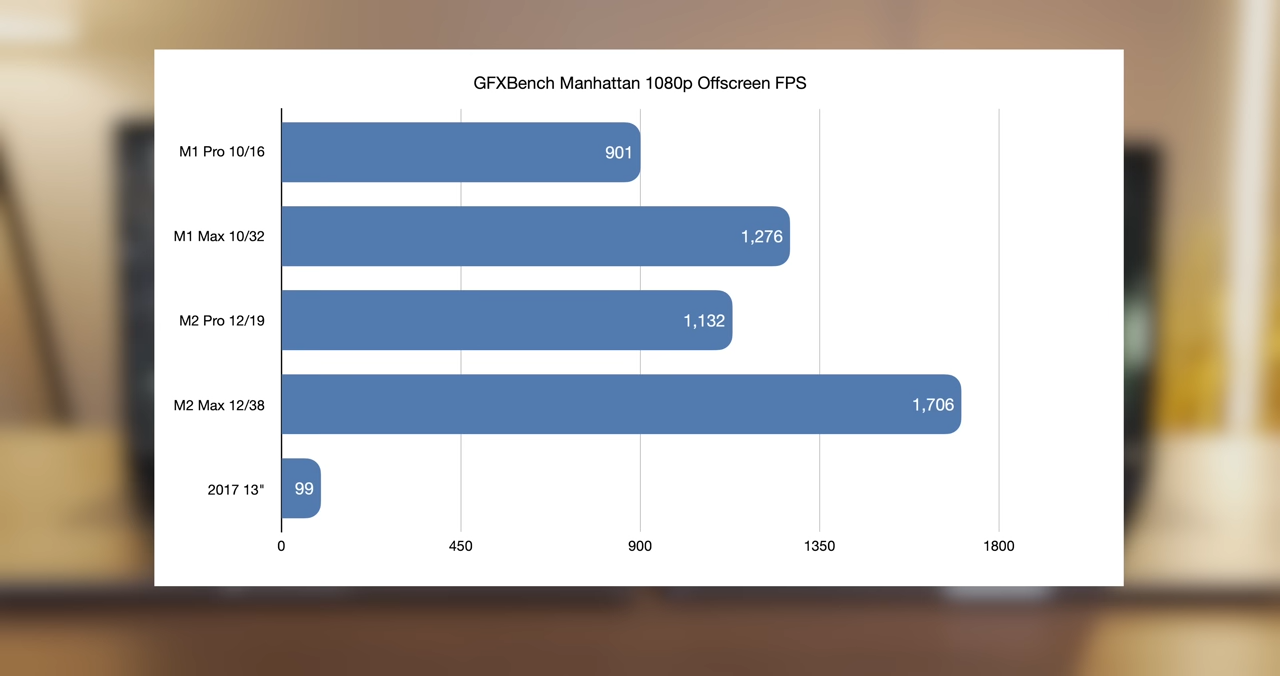 GFXBench Manhattan 1080p Offscreen FPS
M1 Pro 10/16
901
M1 Max 10/32
1,276
M2 Pro 12/19
1,132
M2 Max 12/38
1,706
2017 13"
99
0 450 900 1350 1800